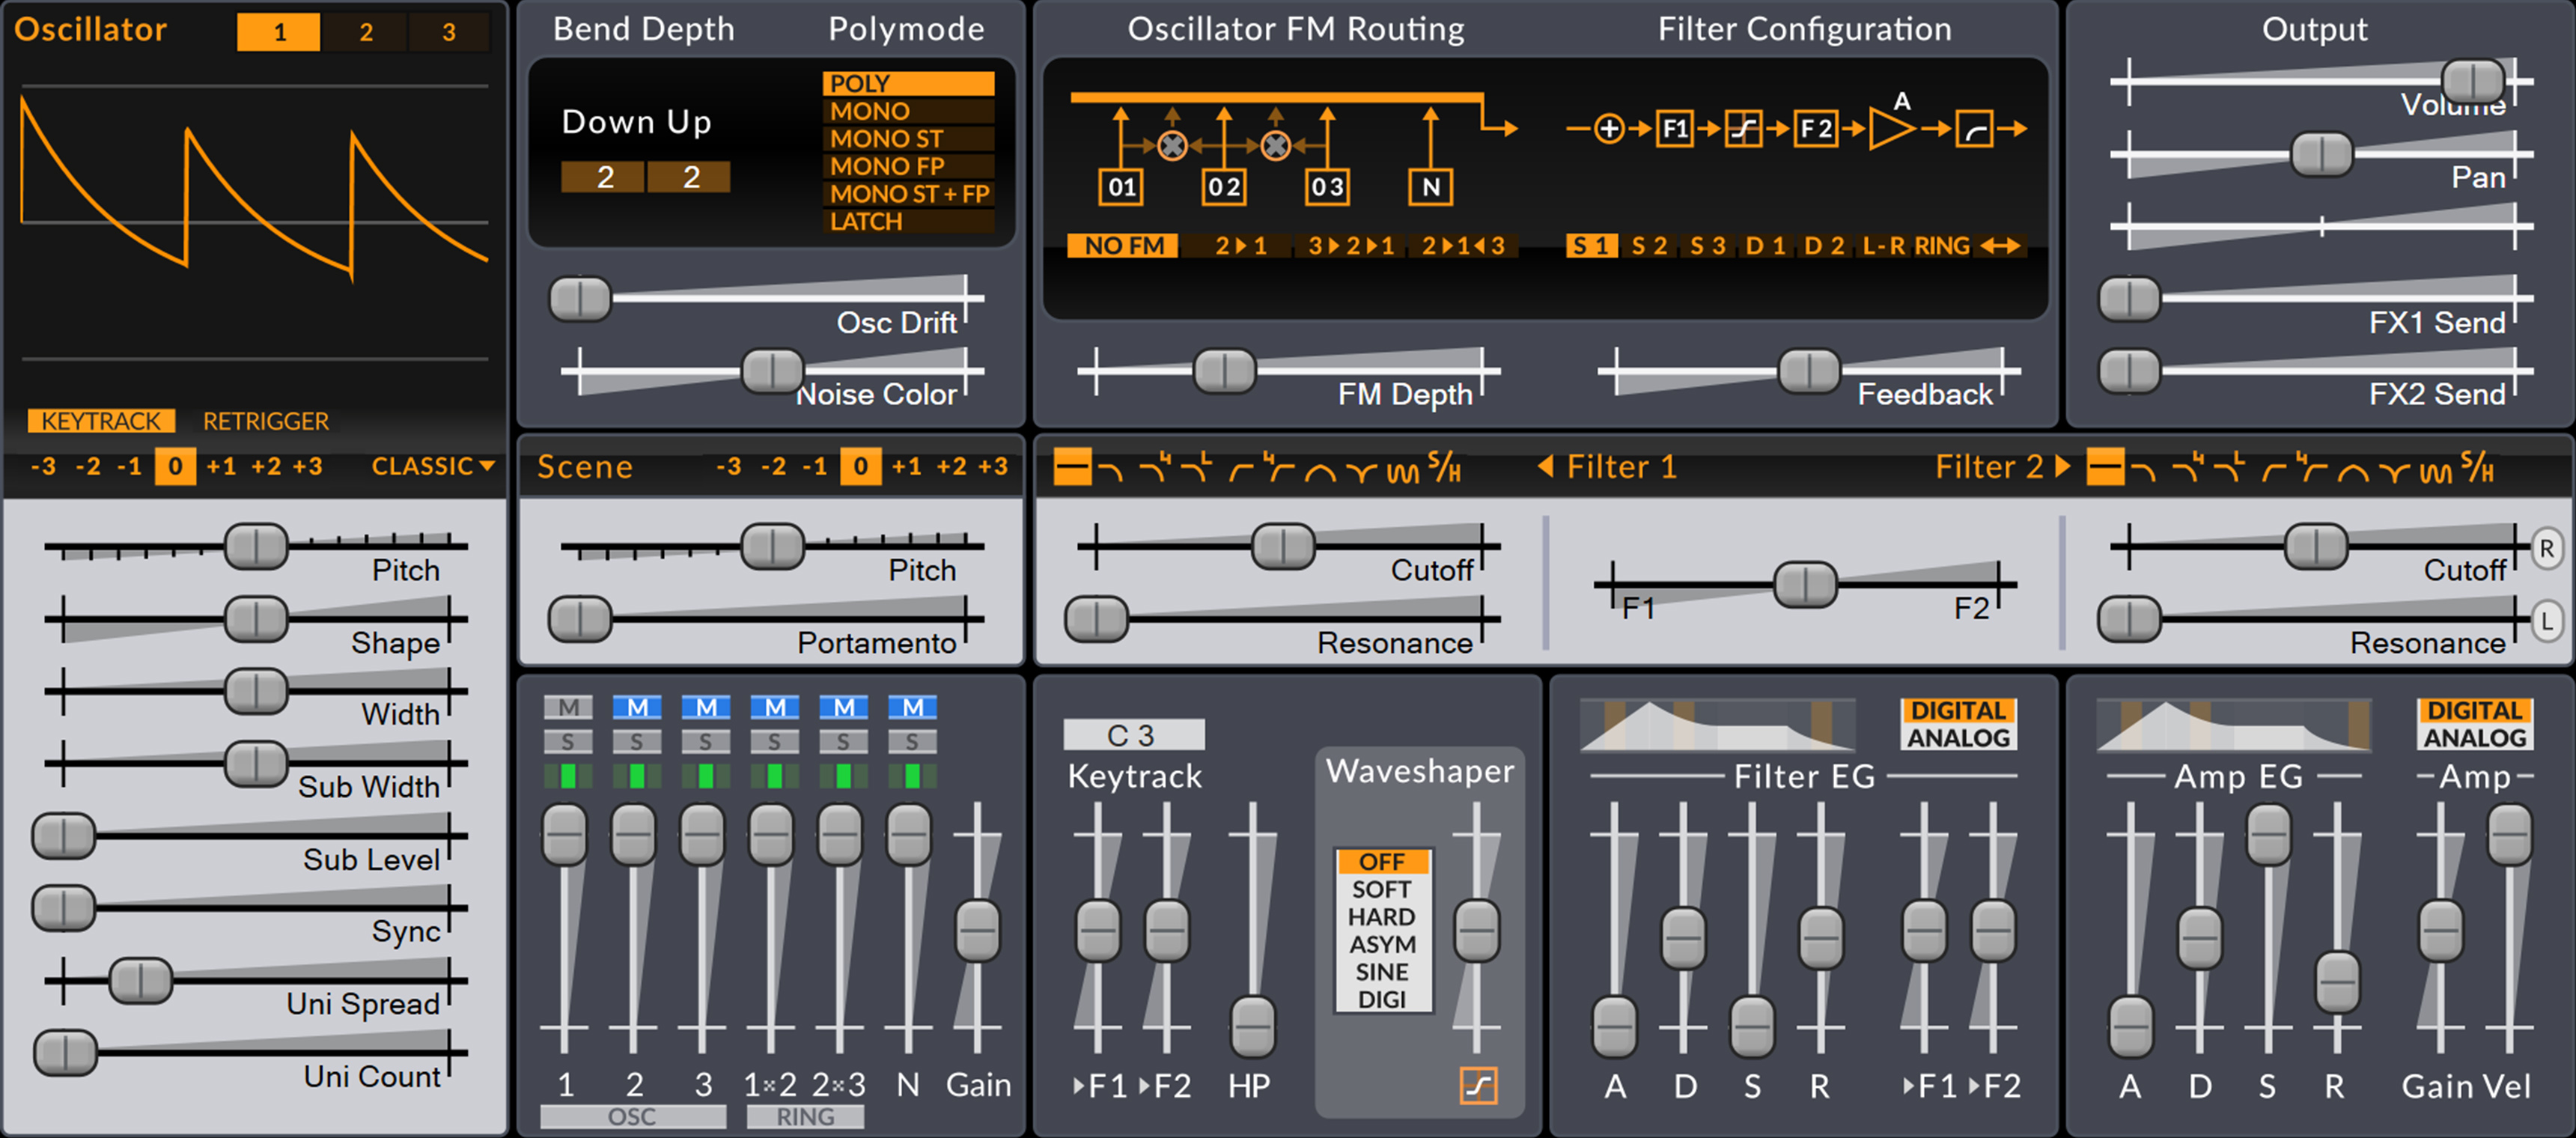 Oscillator 1 2 3
KEYTRACK RETRIGGER
-3 -2 -1 0 +1 +2 +3 CLASSIC
Pitch
Shape
Width
Sub Width
Sub Level
Sync
Uni Spread
Uni Count
Bend Depth Polymode
Down Up
2 2
POLY
MONO
MONO ST
MONO FP
MONO ST + FP
LATCH
Osc Drift
Noise Color
Oscillator FM Routing Filter Configuration
01 02 03 N
F1 F2 A
NO FM 2▸1 3▸2▸1 2▸1◂3
S 1 S 2 S 3 D 1 D 2 L-R RING
FM Depth Feedback
Output
Volume
Pan
FX1 Send
FX2 Send
Scene -3 -2 -1 0 +1 +2 +3
Pitch
Portamento
4 L 4 S/H Filter 1 Filter 2 4 L 4 S/H
Cutoff
Resonance
F1 F2
Cutoff R
Resonance L
M M M M M M
S S S S S S
1 2 3 1×2 2×3 N Gain
OSC RING
C 3
Keytrack
▸F1 ▸F2 HP
Waveshaper
OFF
SOFT
HARD
ASYM
SINE
DIGI
DIGITAL
ANALOG
Filter EG
A D S R ▸F1 ▸F2
DIGITAL
ANALOG
Amp EG Amp
A D S R Gain Vel